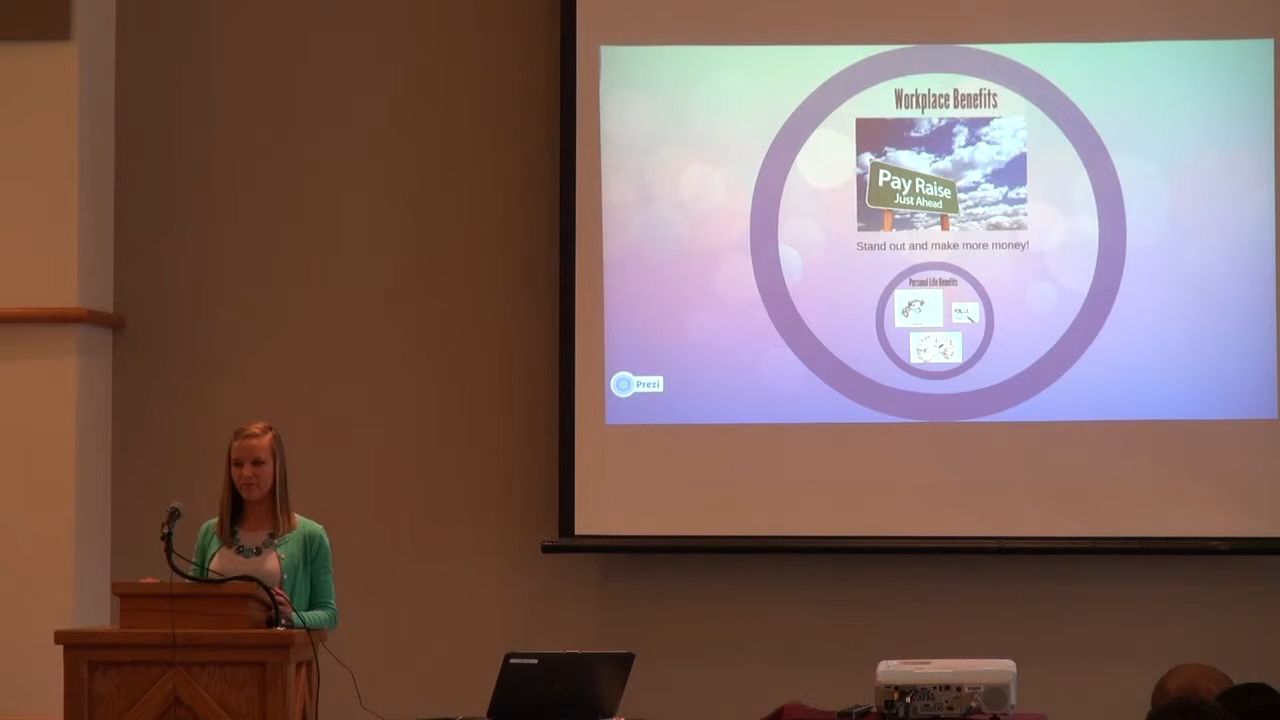 Workplace Benefits
Pay Raise
Just Ahead
Stand out and make more money!
Personal Life Benefits
Prezi